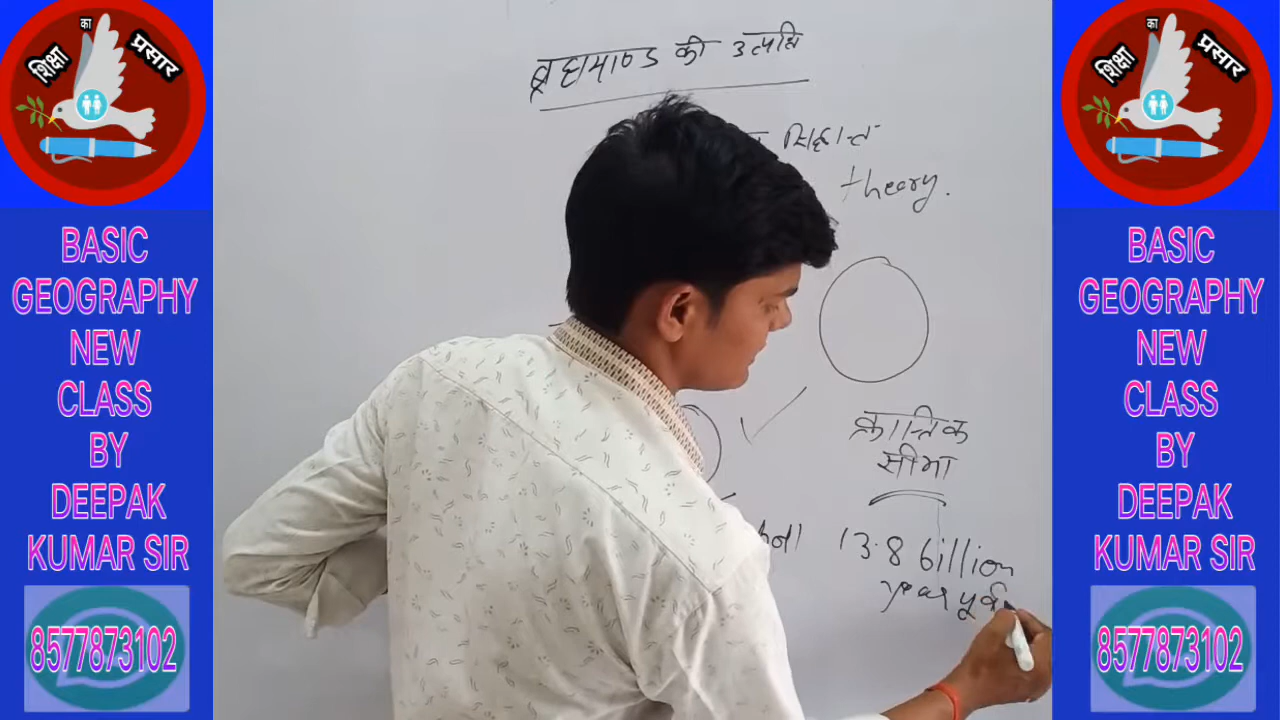 शिक्षा
का
प्रसार
BASIC
GEOGRAPHY
NEW
CLASS
BY
DEEPAK
KUMAR SIR
8577873102
ब्रह्माण्ड की उत्पत्ति
सिद्धान्त
theory.
क्रान्तिक
सीमा
13.8 billion
year पूर्व
शिक्षा
का
प्रसार
BASIC
GEOGRAPHY
NEW
CLASS
BY
DEEPAK
KUMAR SIR
8577873102